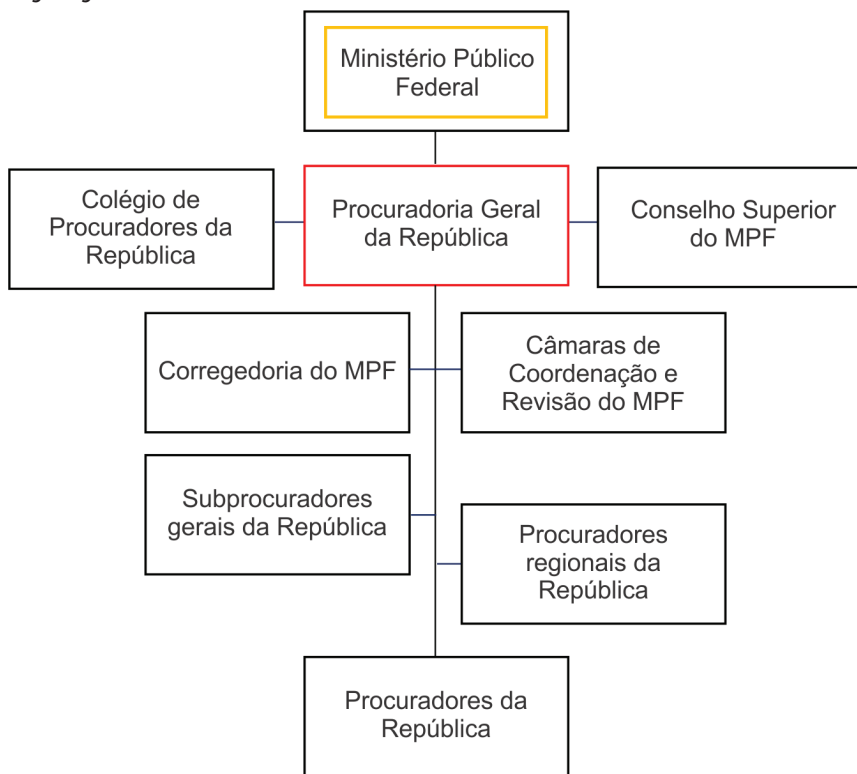 Ministério Público
Federal
Colégio de
Procuradores da
República
Procuradoria Geral
da República
Conselho Superior
do MPF
Corregedoria do MPF
Câmaras de
Coordenação e
Revisão do MPF
Subprocuradores
gerais da República
Procuradores
regionais da
República
Procuradores da
República